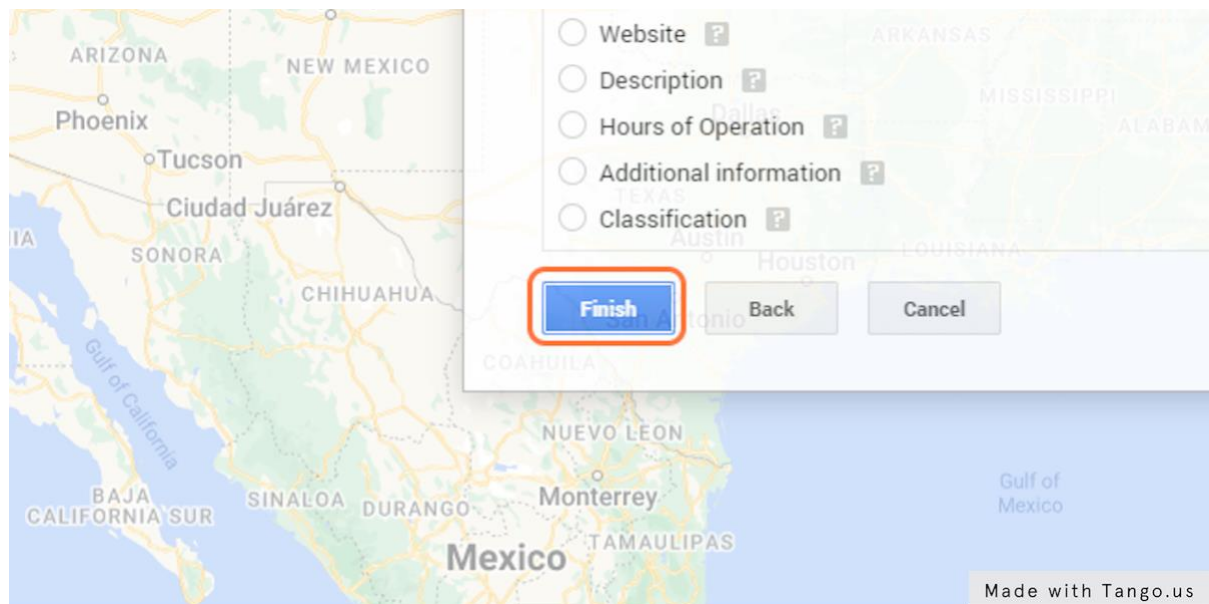 Website ?
ARKANSAS
ARIZONA
NEW MEXICO
Description ?
MISSISSIPPI
Phoenix
Dallas
Hours of Operation ?
ALABAM
Tucson
Additional information ?
TEXAS
Ciudad Juárez
Classification ?
IA
Austin
SONORA
Houston
LOUISIANA
CHIHUAHUA
Finish
Back
Cancel
San Antonio
Gulf of California
COAHUILA
NUEVO LEON
Gulf of
Mexico
BAJA
CALIFORNIA SUR
SINALOA
DURANGO
Monterrey
TAMAULIPAS
Mexico
Made with Tango.us